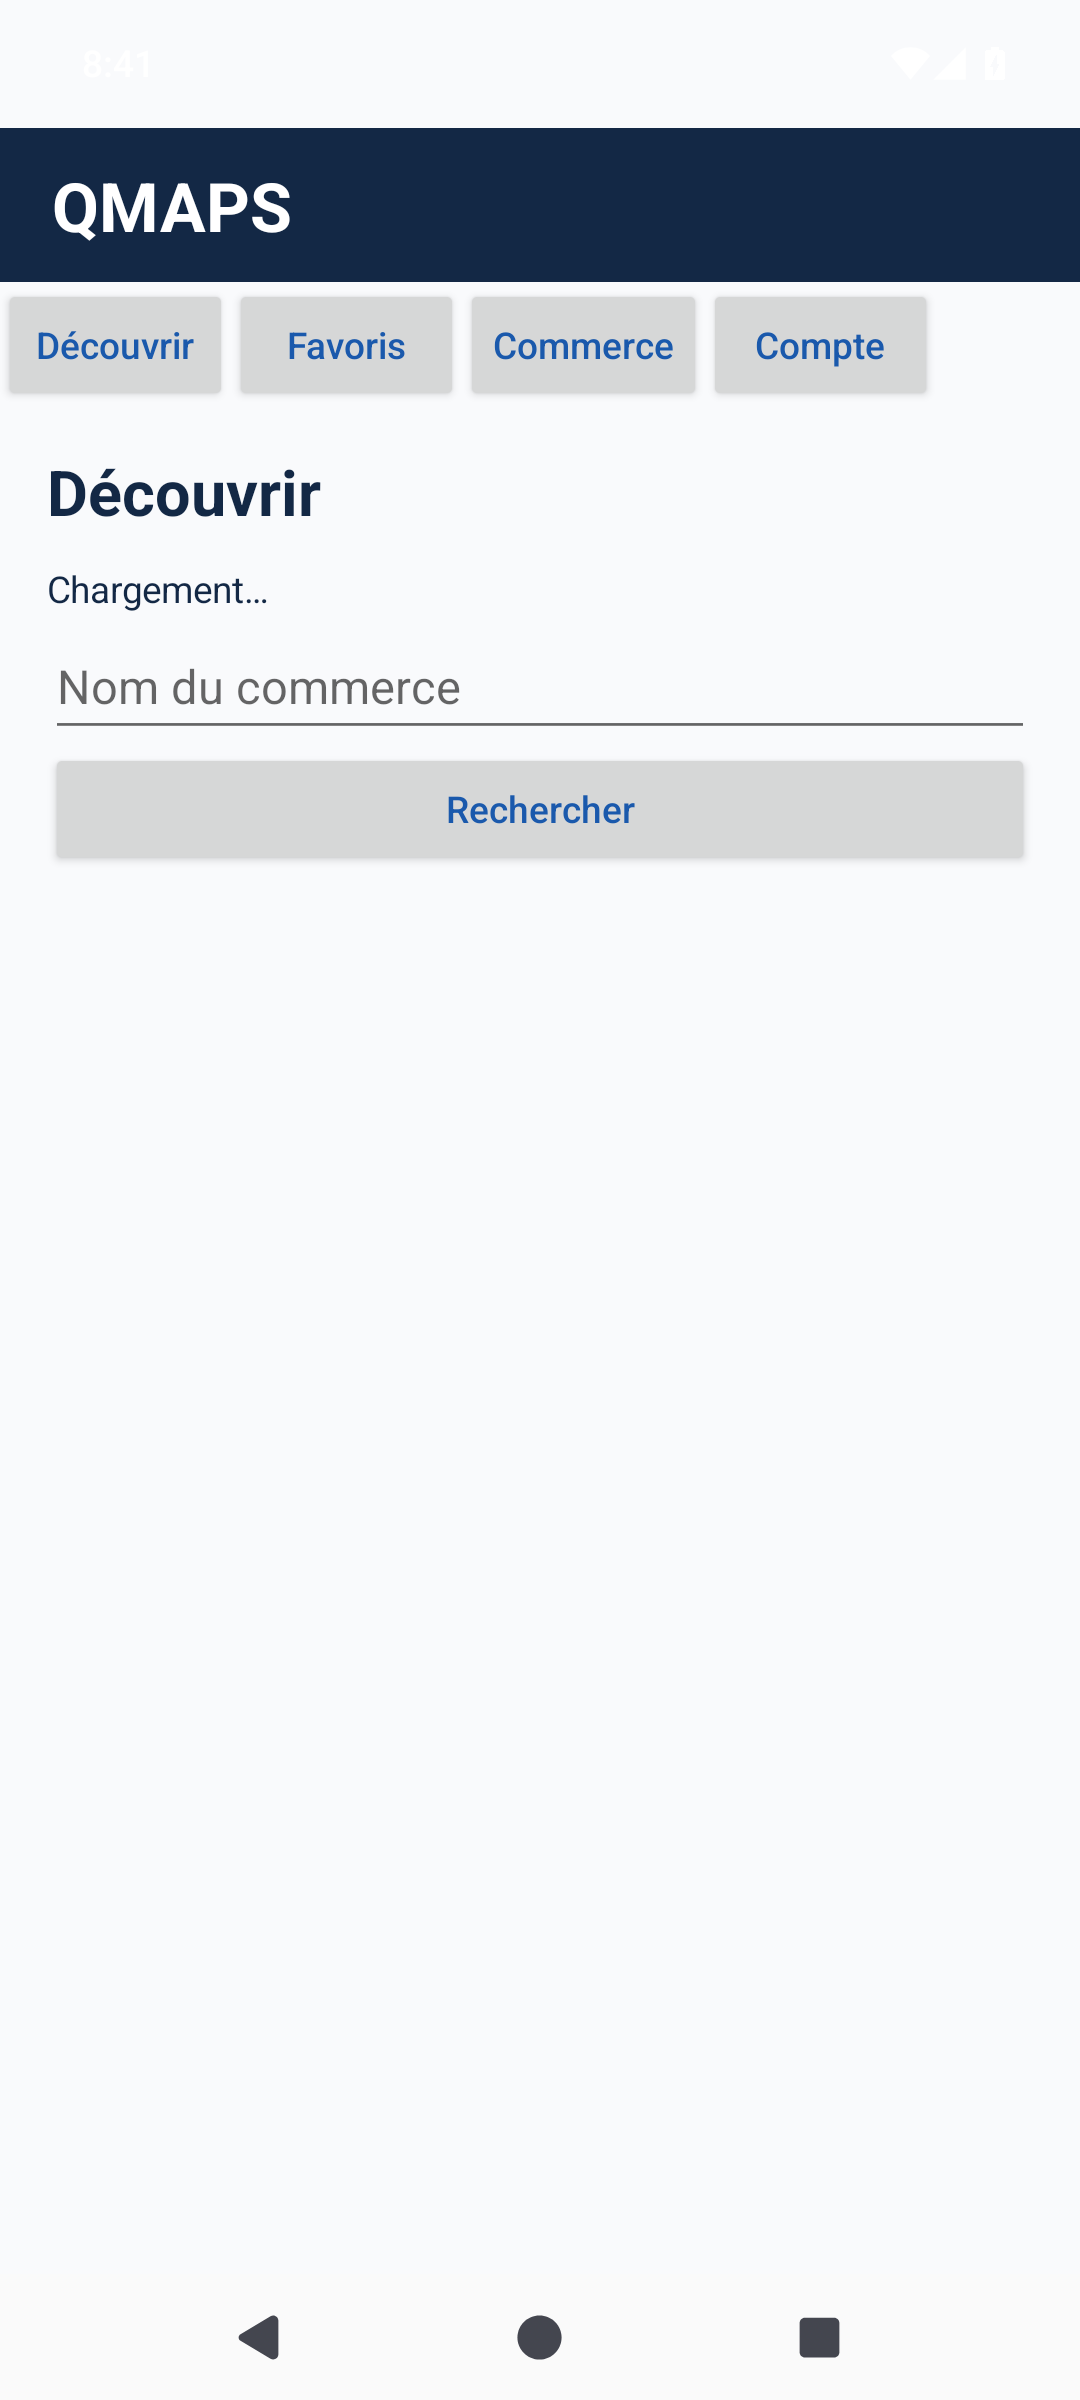 8:41
QMAPS
Découvrir
Favoris
Commerce
Compte
Découvrir
Chargement…
Nom du commerce
Rechercher